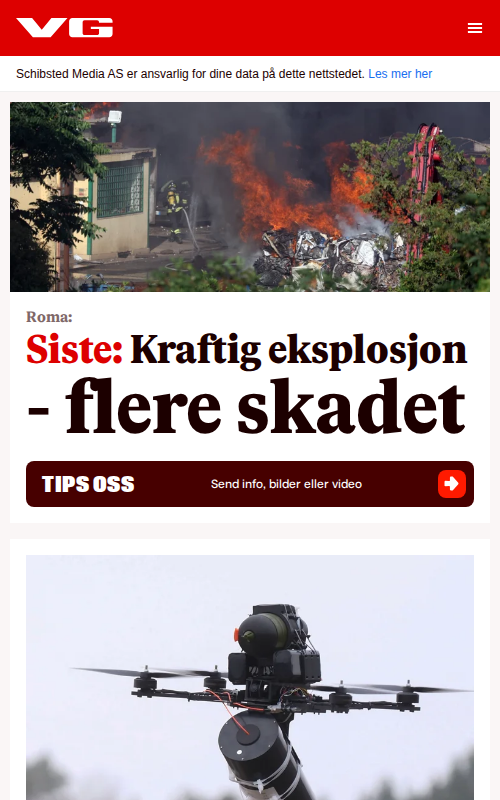 VG
Schibsted Media AS er ansvarlig for dine data på dette nettstedet. Les mer her
Roma:
Siste: Kraftig eksplosjon
- flere skadet
TIPS OSS
Send info, bilder eller video